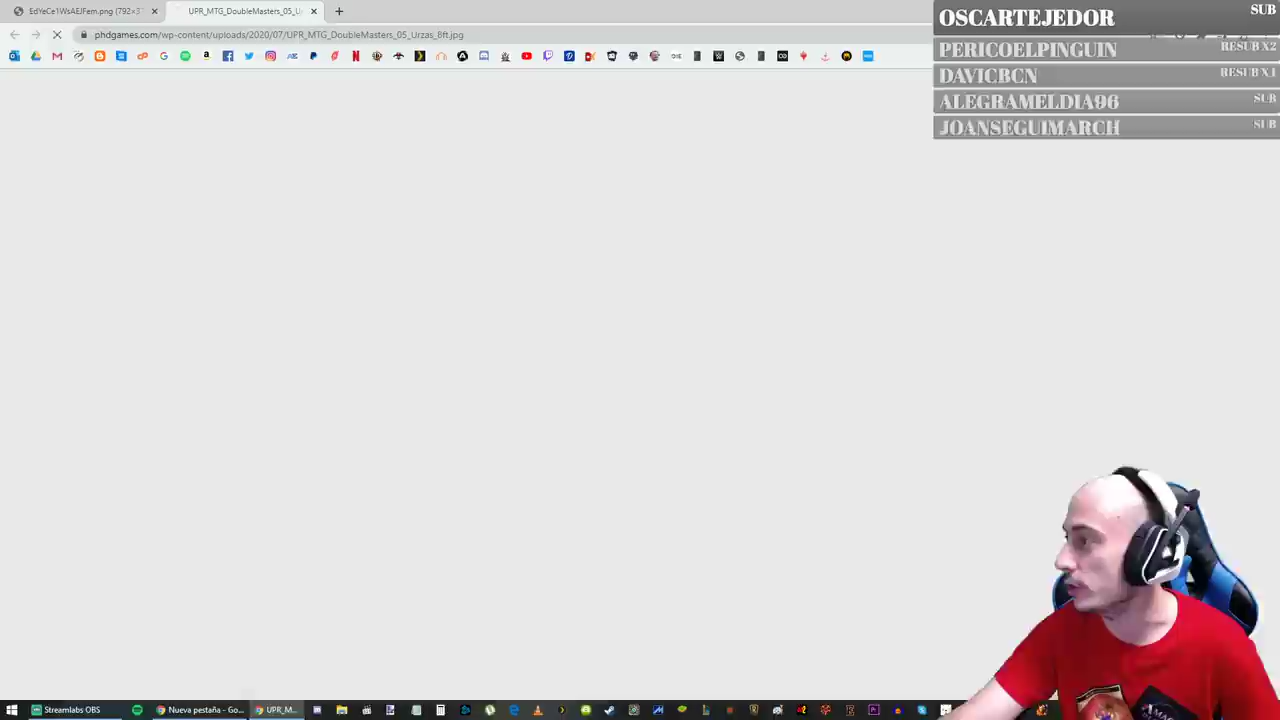 EdYeCe1WsAEJFem.png (792×3
UPR_MTG_DoubleMasters_05_U
phdgames.com/wp-content/uploads/2020/07/UPR_MTG_DoubleMasters_05_Urzas_8ft.jpg
OSCARTEJEDOR SUB
PERICOELPINGUIN RESUB X2
DAVICBCN RESUB X1
ALEGRAMELDIA96 SUB
JOANSEGUIMARCH SUB
Streamlabs OBS
Nueva pestaña - Go...
UPR_M...